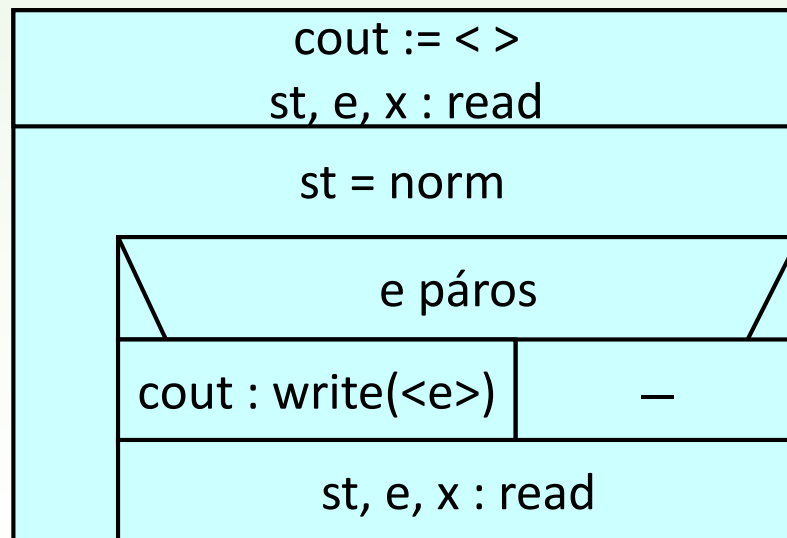 cout := < >
st, e, x : read
st = norm
e páros
cout : write(<e>) –
st, e, x : read